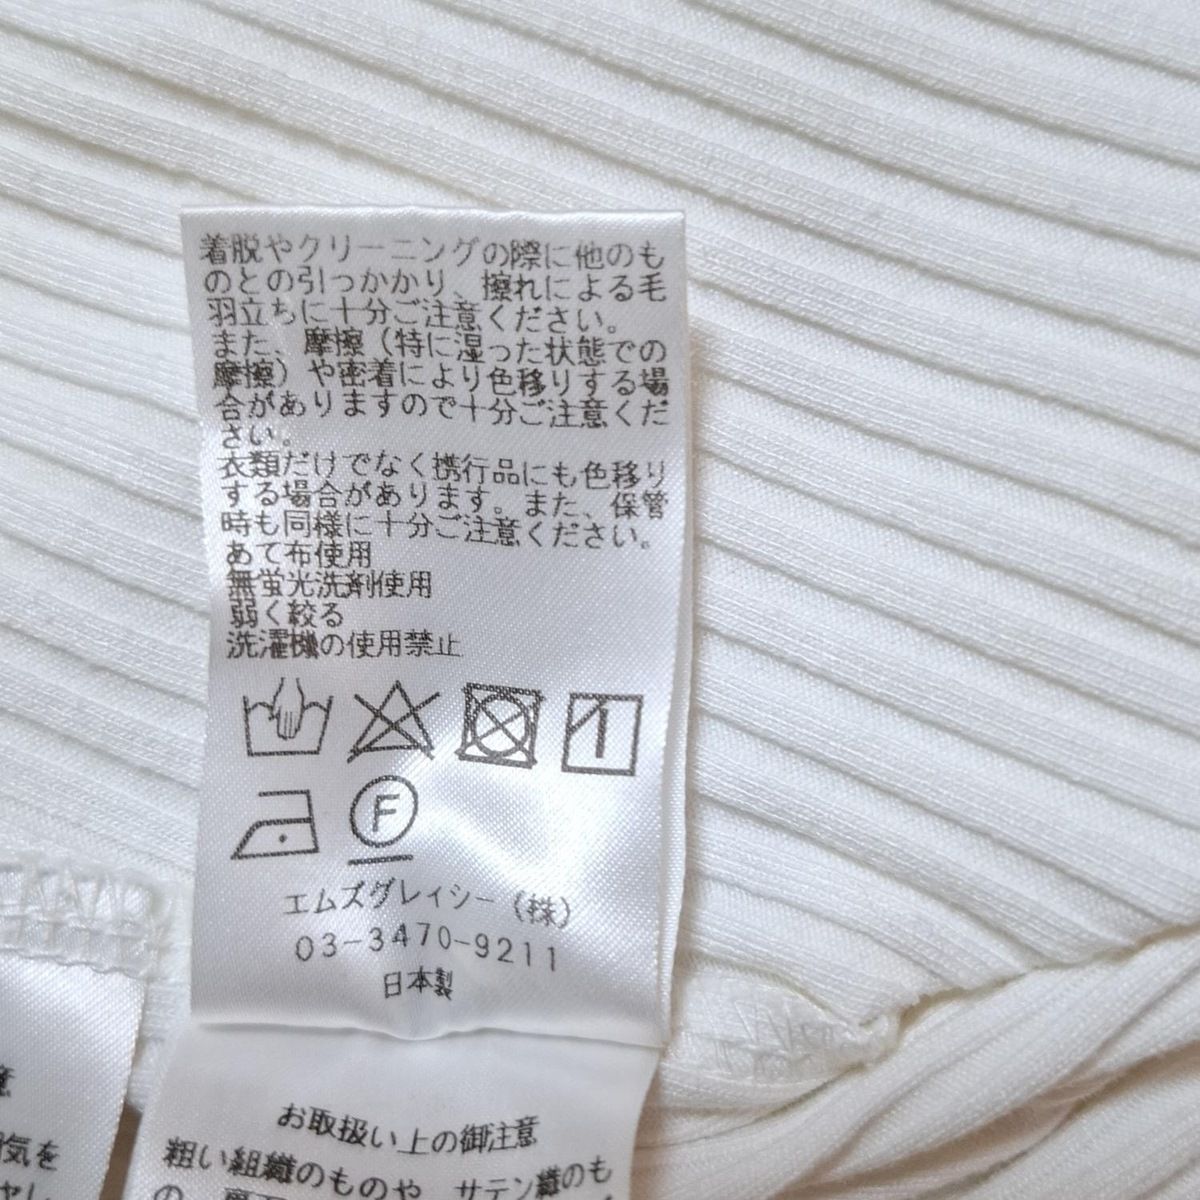 着脱やクリーニングの際に他のも
のとの引っかかり、擦れによる毛
羽立ちに十分ご注意ください。
また、摩擦（特に湿った状態での
摩擦）や密着により色移りする場
合がありますので十分ご注意くだ
さい。
衣類だけでなく携行品にも色移り
する場合があります。また、保管
時も同様に十分ご注意ください。
あて布使用
無蛍光洗剤使用
弱く絞る
洗濯機の使用禁止
F
エムズグレィシー（株）
03-3470-9211
日本製
お取扱い上の御注意
粗い組織のものや、サテン織のも
意
気を